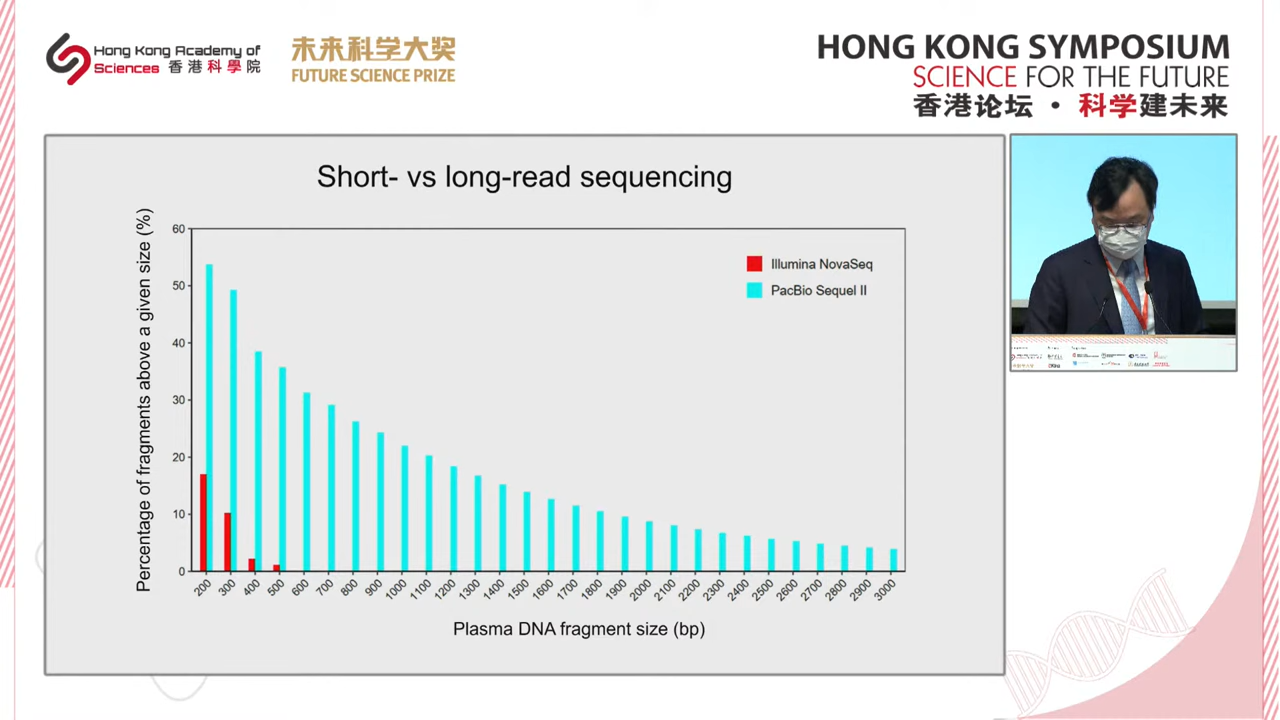 Hong Kong Academy of
Sciences 香港科學院
未来科学大奖
FUTURE SCIENCE PRIZE
HONG KONG SYMPOSIUM
SCIENCE FOR THE FUTURE
香港论坛 · 科学建未来
Short- vs long-read sequencing
Percentage of fragments above a given size (%)
60
50
40
30
20
10
0
Illumina NovaSeq
PacBio Sequel II
200 300 400 500 600 700 800 900 1000 1100 1200 1300 1400 1500 1600 1700 1800 1900 2000 2100 2200 2300 2400 2500 2600 2700 2800 2900 3000
Plasma DNA fragment size (bp)